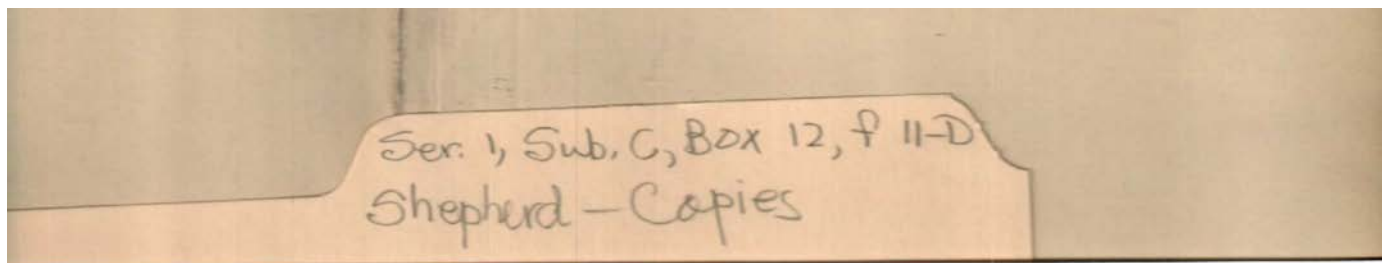 Ser. 1, Sub. C, Box 12, f 11-D
Shepherd - Copies